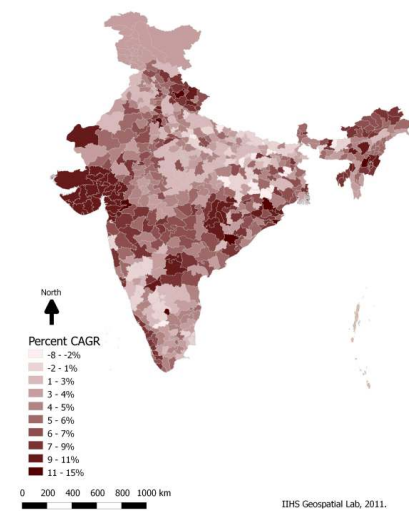 North
Percent CAGR
-8 - -2%
-2 - 1%
1 - 3%
3 - 4%
4 - 5%
5 - 6%
6 - 7%
7 - 9%
9 - 11%
11 - 15%
0 200 400 600 800 1000 km
IIHS Geospatial Lab, 2011.